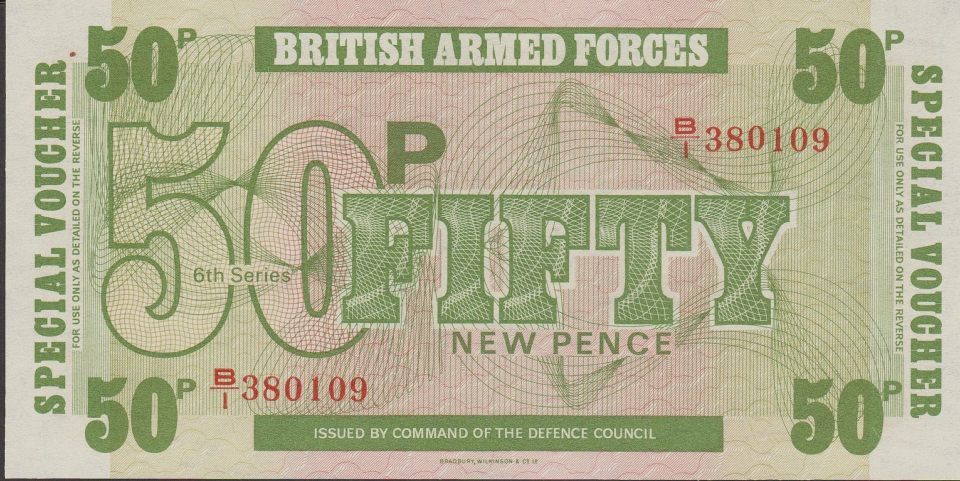 50P
BRITISH ARMED FORCES
50P
SPECIAL VOUCHER
FOR USE ONLY AS DETAILED ON THE REVERSE
50P
B/1 380109
FIFTY
6th Series
NEW PENCE
SPECIAL VOUCHER
FOR USE ONLY AS DETAILED ON THE REVERSE
50P
B/1 380109
50P
ISSUED BY COMMAND OF THE DEFENCE COUNCIL
BRADBURY, WILKINSON & Co Ld